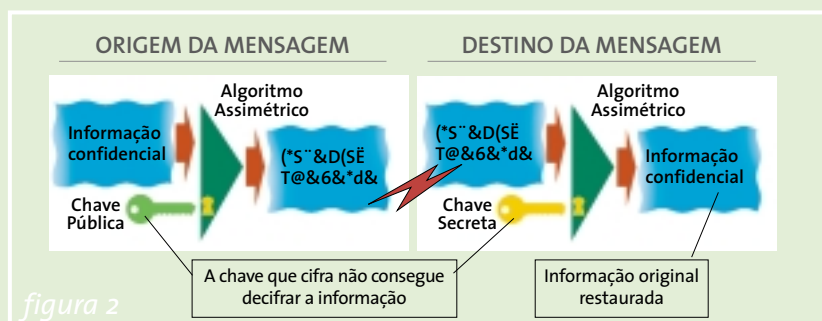 ORIGEM DA MENSAGEM
DESTINO DA MENSAGEM
Algoritmo
Assimétrico
Informação
confidencial
(*S¨&D(SË
T@&6&*d&
Chave
Pública
Algoritmo
Assimétrico
(*S¨&D(SË
T@&6&*d&
Informação
confidencial
Chave
Secreta
A chave que cifra não consegue
decifrar a informação
Informação original
restaurada
figura 2